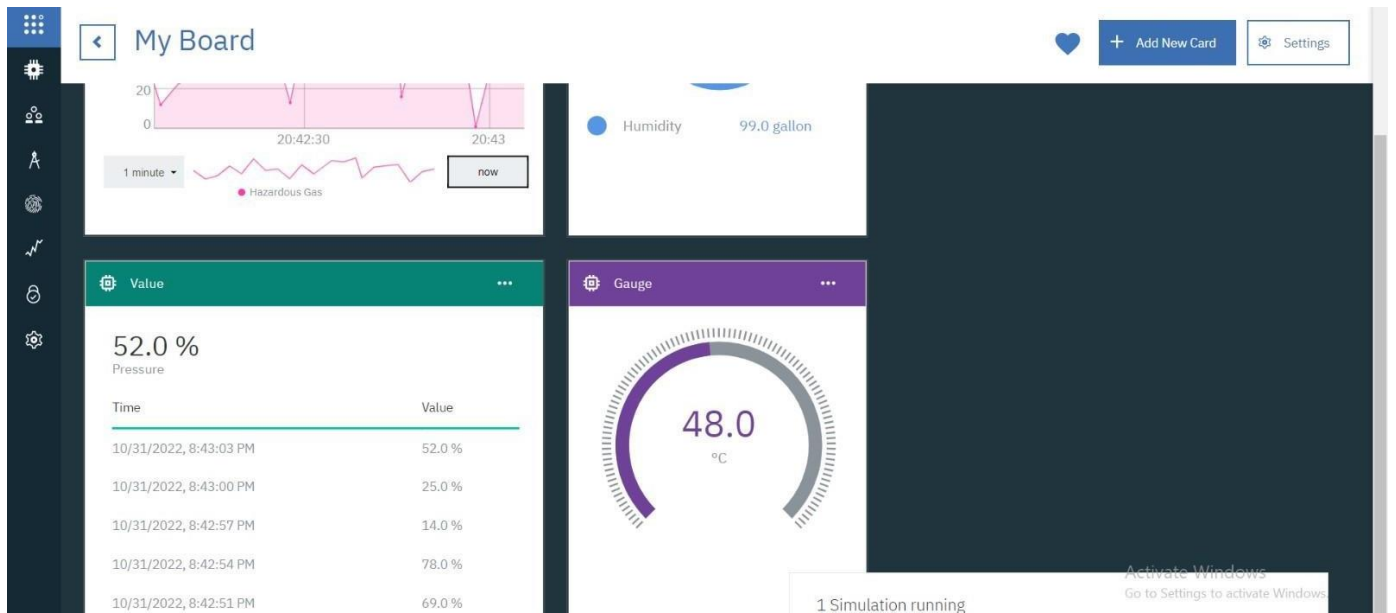 My Board
+ Add New Card
Settings
20
0
20:42:30
20:43
1 minute
now
Hazardous Gas
Humidity
99.0 gallon
Value
52.0 %
Pressure
Time Value
10/31/2022, 8:43:03 PM 52.0 %
10/31/2022, 8:43:00 PM 25.0 %
10/31/2022, 8:42:57 PM 14.0 %
10/31/2022, 8:42:54 PM 78.0 %
10/31/2022, 8:42:51 PM 69.0 %
Gauge
48.0
°C
1 Simulation running
Activate Windows
Go to Settings to activate Windows.